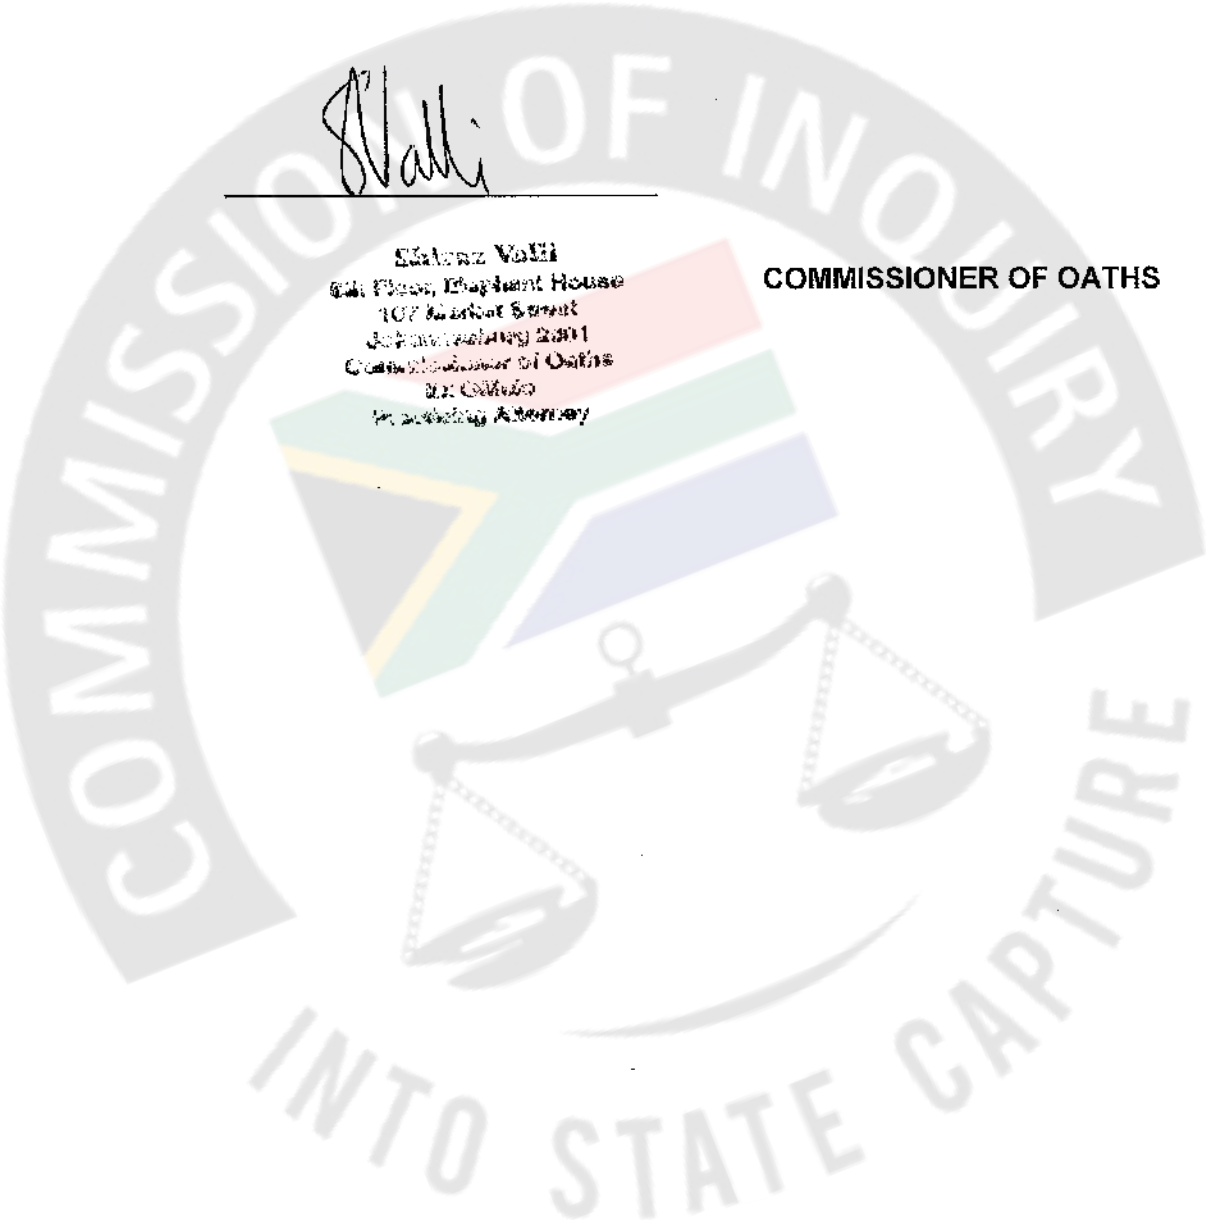 COMMISSION OF INQUIRY
S Valli
Shiraz Valli
Floor, Elephant House
107 Market Street
Johannesburg 2001
Commissioner of Oaths
Ex Officio
Practising Attorney
COMMISSIONER OF OATHS
INTO STATE CAPTURE